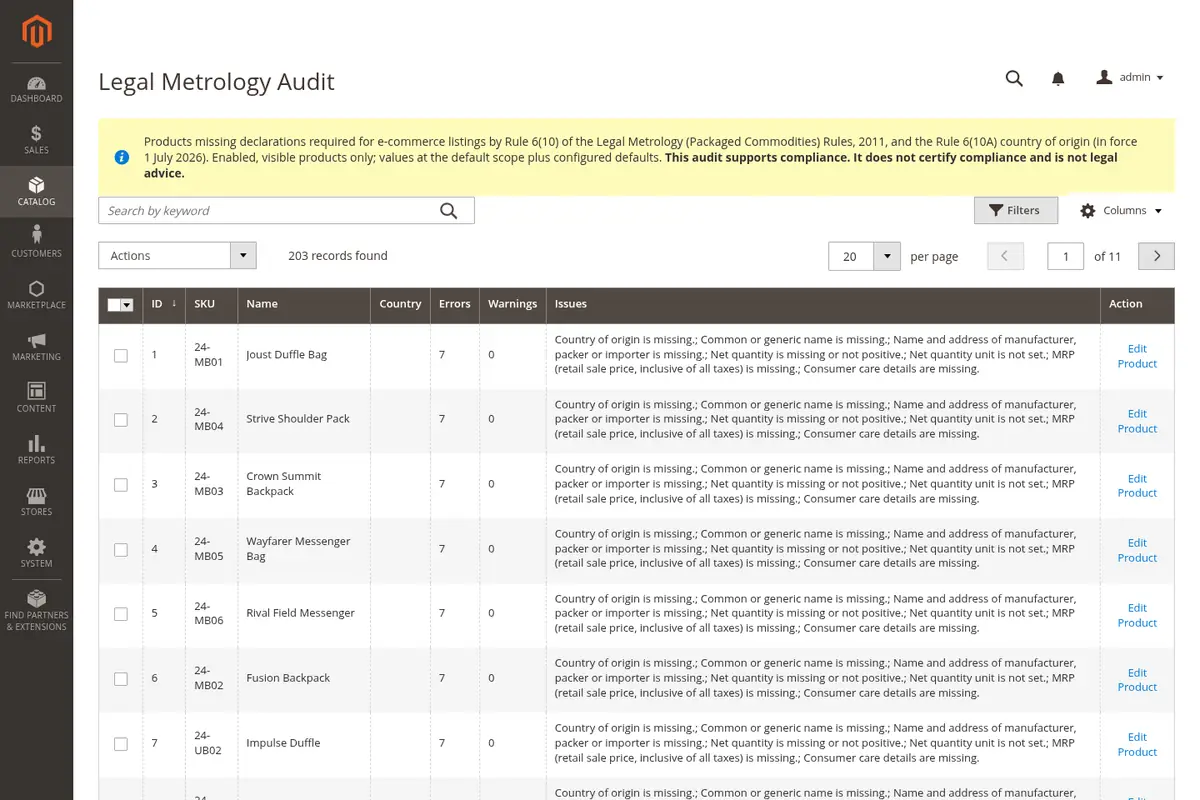 Legal Metrology Audit
admin
Products missing declarations required for e-commerce listings by Rule 6(10) of the Legal Metrology (Packaged Commodities) Rules, 2011, and the Rule 6(10A) country of origin (in force
1 July 2026). Enabled, visible products only; values at the default scope plus configured defaults. This audit supports compliance. It does not certify compliance and is not legal
advice.
Search by keyword
Filters
Columns
Actions
203 records found
20
per page
1
of 11
DASHBOARD
SALES
CATALOG
CUSTOMERS
MARKETPLACE
MARKETING
CONTENT
REPORTS
STORES
SYSTEM
FIND PARTNERS
& EXTENSIONS
ID ↓ SKU Name Country Errors Warnings Issues Action
1
24-
MB01
Joust Duffle Bag
7
0
Country of origin is missing.; Common or generic name is missing.; Name and address of manufacturer,
packer or importer is missing.; Net quantity is missing or not positive.; Net quantity unit is not set.; MRP
(retail sale price, inclusive of all taxes) is missing.; Consumer care details are missing.
Edit
Product
2
24-
MB04
Strive Shoulder Pack
7
0
Country of origin is missing.; Common or generic name is missing.; Name and address of manufacturer,
packer or importer is missing.; Net quantity is missing or not positive.; Net quantity unit is not set.; MRP
(retail sale price, inclusive of all taxes) is missing.; Consumer care details are missing.
Edit
Product
3
24-
MB03
Crown Summit
Backpack
7
0
Country of origin is missing.; Common or generic name is missing.; Name and address of manufacturer,
packer or importer is missing.; Net quantity is missing or not positive.; Net quantity unit is not set.; MRP
(retail sale price, inclusive of all taxes) is missing.; Consumer care details are missing.
Edit
Product
4
24-
MB05
Wayfarer Messenger
Bag
7
0
Country of origin is missing.; Common or generic name is missing.; Name and address of manufacturer,
packer or importer is missing.; Net quantity is missing or not positive.; Net quantity unit is not set.; MRP
(retail sale price, inclusive of all taxes) is missing.; Consumer care details are missing.
Edit
Product
5
24-
MB06
Rival Field Messenger
7
0
Country of origin is missing.; Common or generic name is missing.; Name and address of manufacturer,
packer or importer is missing.; Net quantity is missing or not positive.; Net quantity unit is not set.; MRP
(retail sale price, inclusive of all taxes) is missing.; Consumer care details are missing.
Edit
Product
6
24-
MB02
Fusion Backpack
7
0
Country of origin is missing.; Common or generic name is missing.; Name and address of manufacturer,
packer or importer is missing.; Net quantity is missing or not positive.; Net quantity unit is not set.; MRP
(retail sale price, inclusive of all taxes) is missing.; Consumer care details are missing.
Edit
Product
7
24-
UB02
Impulse Duffle
7
0
Country of origin is missing.; Common or generic name is missing.; Name and address of manufacturer,
packer or importer is missing.; Net quantity is missing or not positive.; Net quantity unit is not set.; MRP
(retail sale price, inclusive of all taxes) is missing.; Consumer care details are missing.
Edit
Product
Country of origin is missing.; Common or generic name is missing.; Name and address of manufacturer,